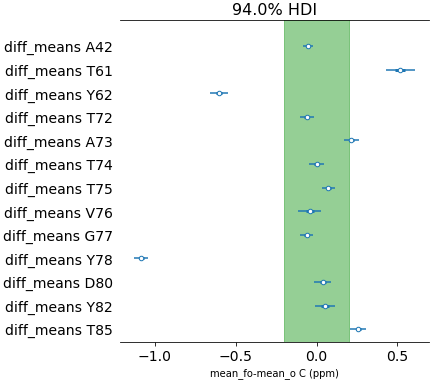 94.0% HDI
diff_means A42
diff_means T61
diff_means Y62
diff_means T72
diff_means A73
diff_means T74
diff_means T75
diff_means V76
diff_means G77
diff_means Y78
diff_means D80
diff_means Y82
diff_means T85
−1.0 −0.5 0.0 0.5
mean_fo-mean_o C (ppm)